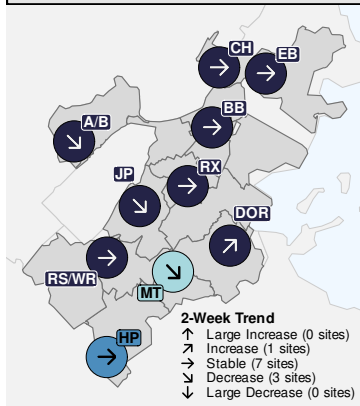 CH
EB
BB
A/B
RX
JP
DOR
RS/WR
MT
HP
2-Week Trend
↑ Large Increase (0 sites)
↗ Increase (1 sites)
→ Stable (7 sites)
↘ Decrease (3 sites)
↓ Large Decrease (0 sites)